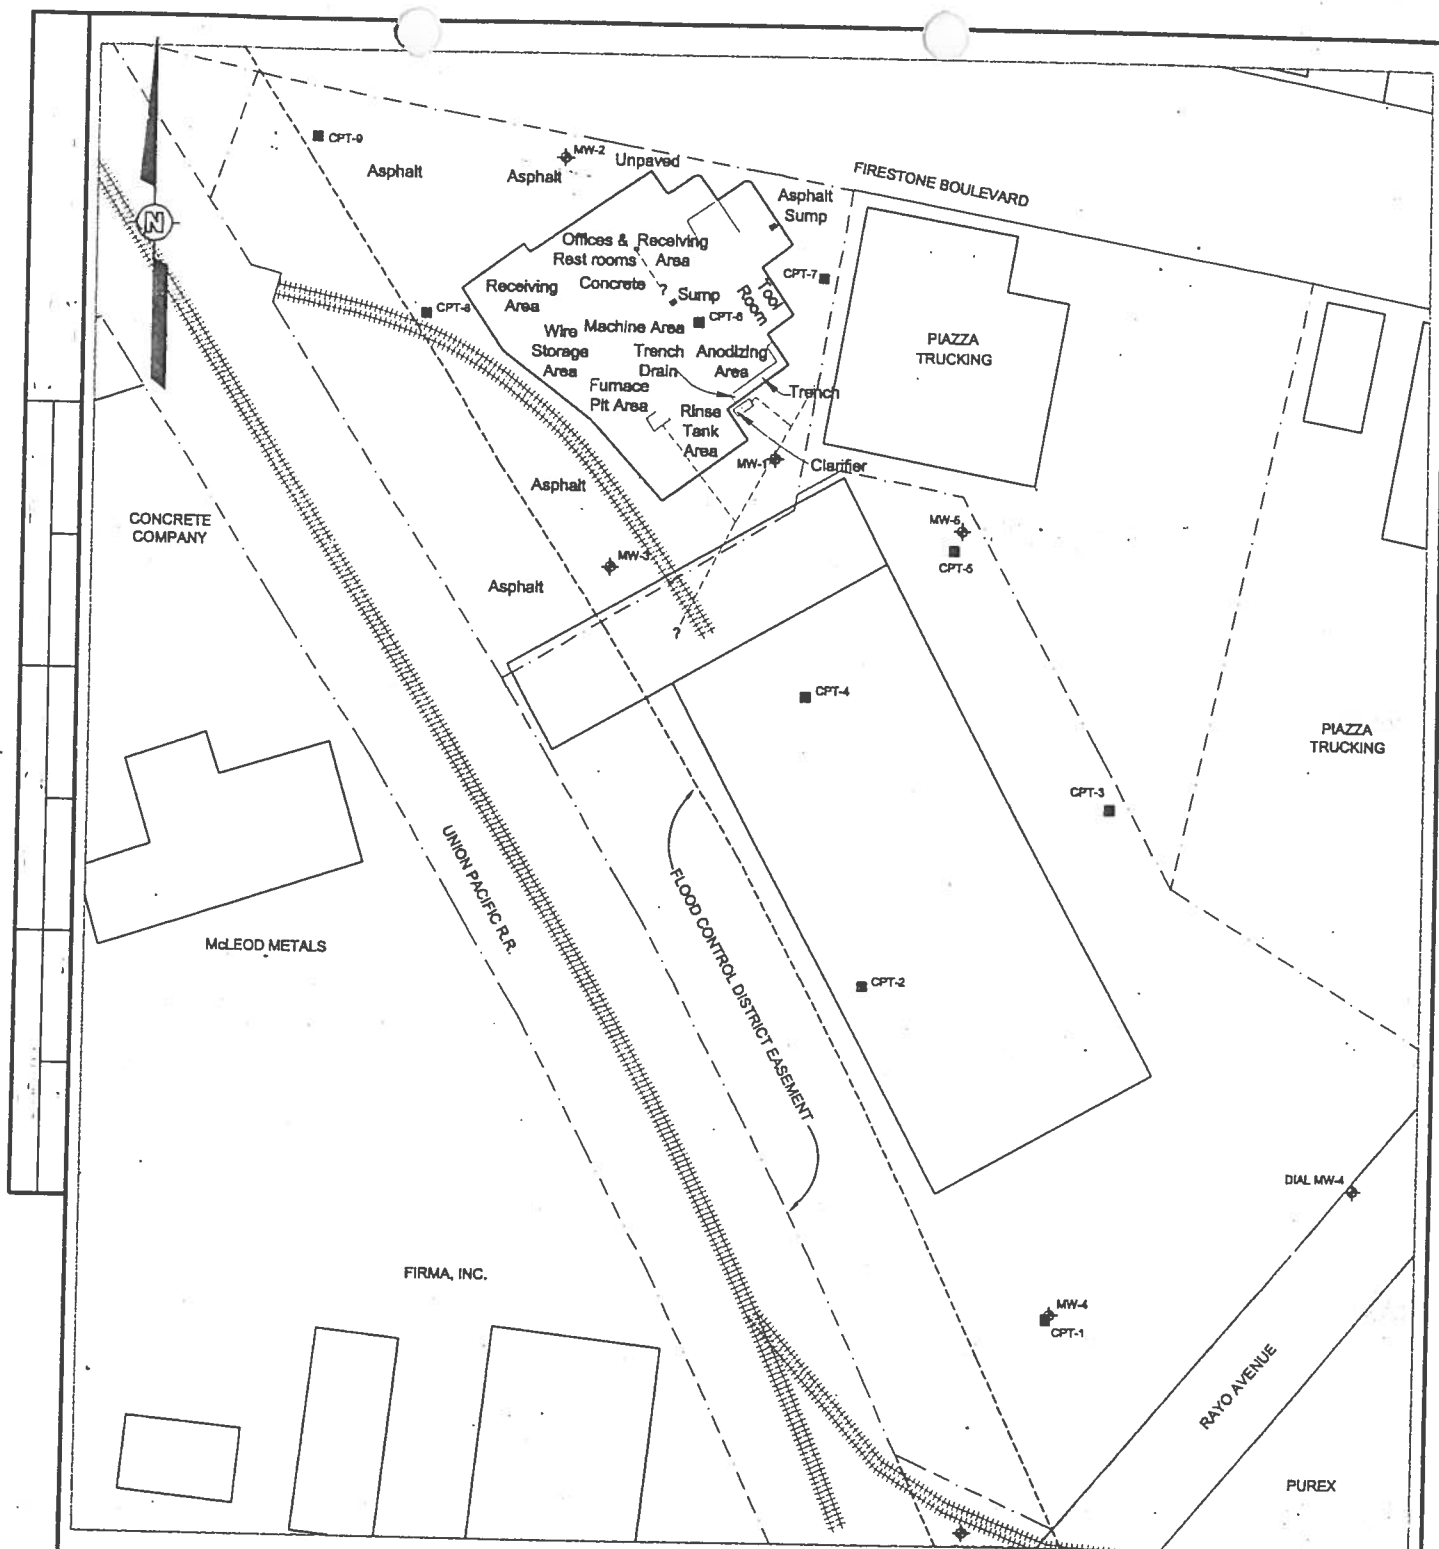 CPT-9
Asphalt
MW-2
Asphalt
Unpaved
FIRESTONE BOULEVARD
Asphalt
Sump
N
Offices &
Rest rooms
Receiving
Area
CPT-7
Receiving
Area
Concrete
?
Sump
Tool
Room
CPT-8
CPT-6
Wire
Storage
Area
Machine Area
Trench
Drain
Anodizing
Area
PIAZZA
TRUCKING
Furnace
Pit Area
Trench
Rinse
Tank
Area
MW-1
Clarifier
Asphalt
CONCRETE
COMPANY
MW-5
CPT-5
MW-3
Asphalt
?
CPT-4
PIAZZA
TRUCKING
CPT-3
UNION PACIFIC R.R.
FLOOD CONTROL DISTRICT EASEMENT
McLEOD METALS
CPT-2
DIAL MW-4
FIRMA, INC.
MW-4
CPT-1
RAYO AVENUE
PUREX